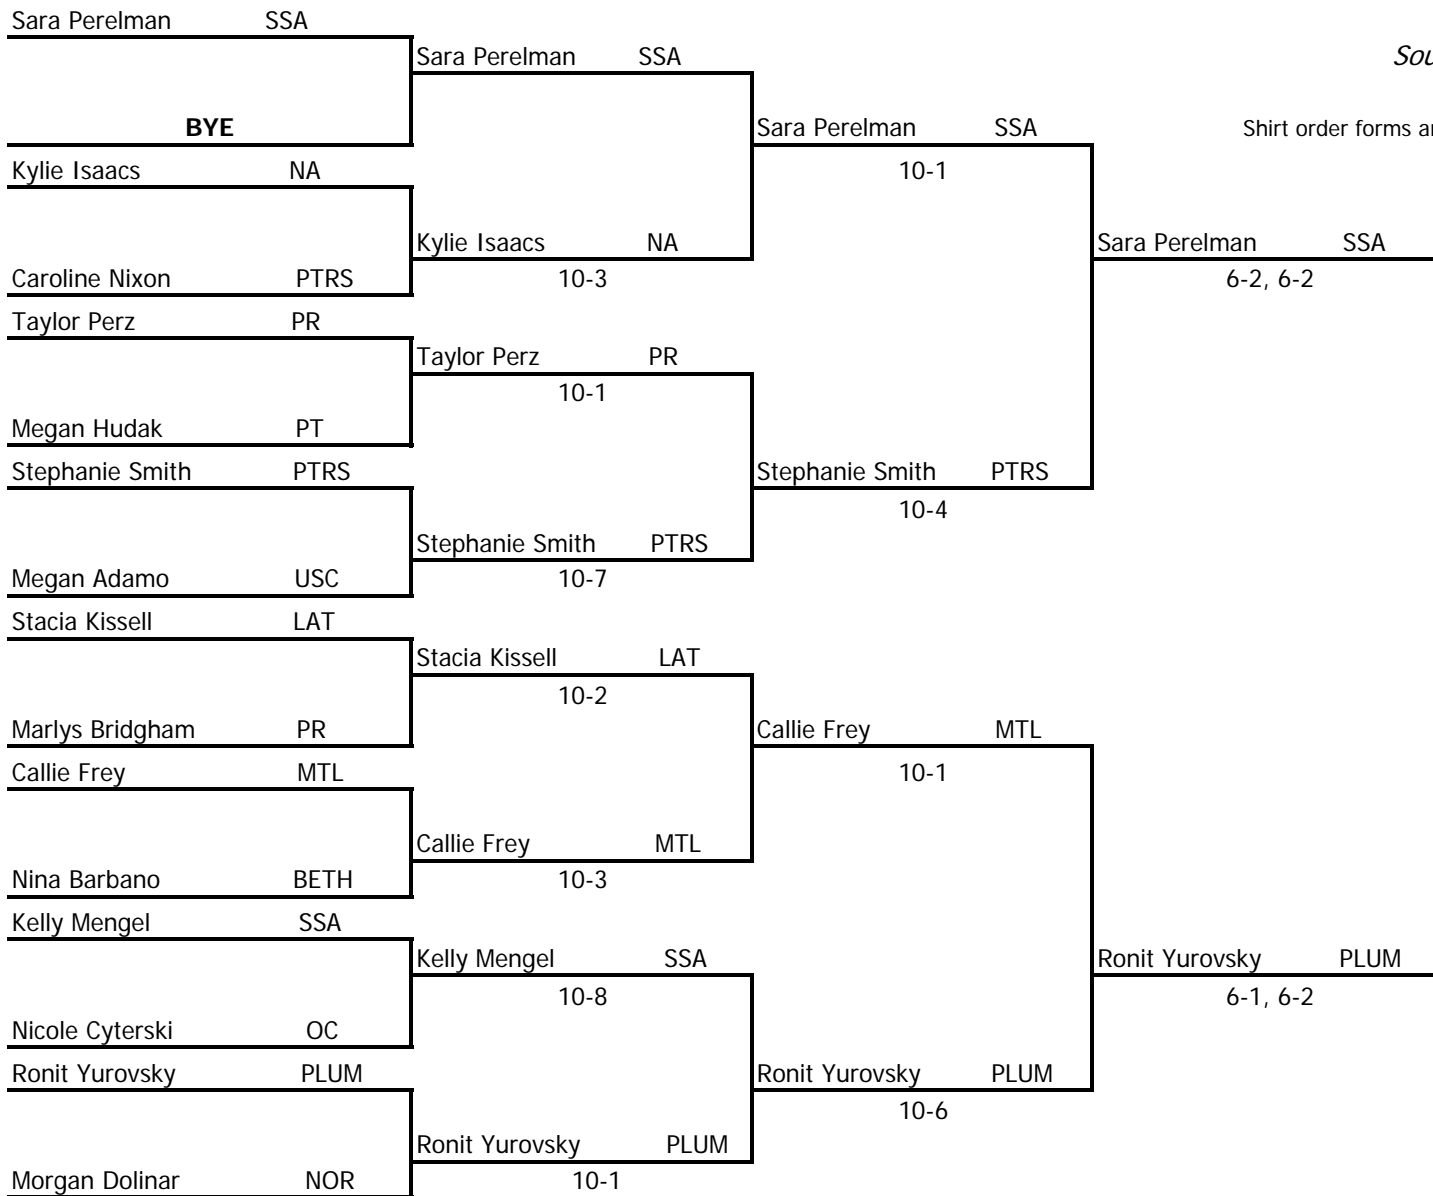 Sara Perelman SSA
Sara Perelman SSA
Sou
BYE
Sara Perelman SSA
Shirt order forms a
Kylie Isaacs NA
10-1
Kylie Isaacs NA
Sara Perelman SSA
Caroline Nixon PTRS
10-3
6-2, 6-2
Taylor Perz PR
Taylor Perz PR
10-1
Megan Hudak PT
Stephanie Smith PTRS
Stephanie Smith PTRS
10-4
Stephanie Smith PTRS
Megan Adamo USC
10-7
Stacia Kissell LAT
Stacia Kissell LAT
10-2
Marlys Bridgham PR
Callie Frey MTL
Callie Frey MTL
10-1
Callie Frey MTL
Nina Barbano BETH
10-3
Kelly Mengel SSA
Kelly Mengel SSA
Ronit Yurovsky PLUM
10-8
6-1, 6-2
Nicole Cyterski OC
Ronit Yurovsky PLUM
Ronit Yurovsky PLUM
10-6
Ronit Yurovsky PLUM
Morgan Dolinar NOR
10-1